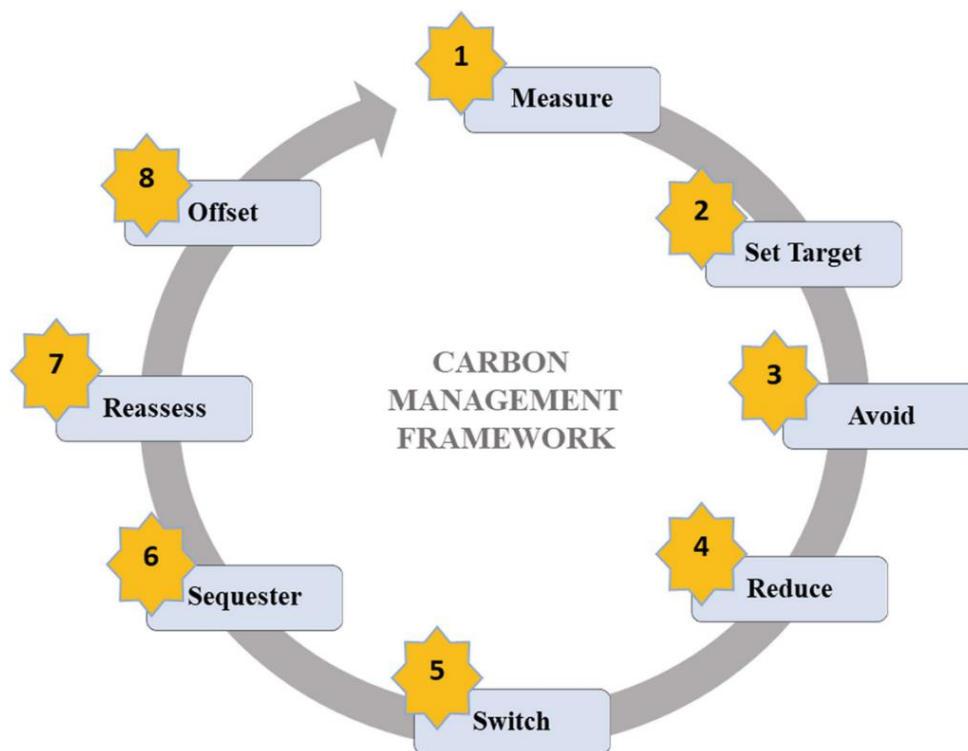 1
Measure
2
Set Target
3
Avoid
4
Reduce
5
Switch
6
Sequester
7
Reassess
8
Offset
CARBON
MANAGEMENT
FRAMEWORK